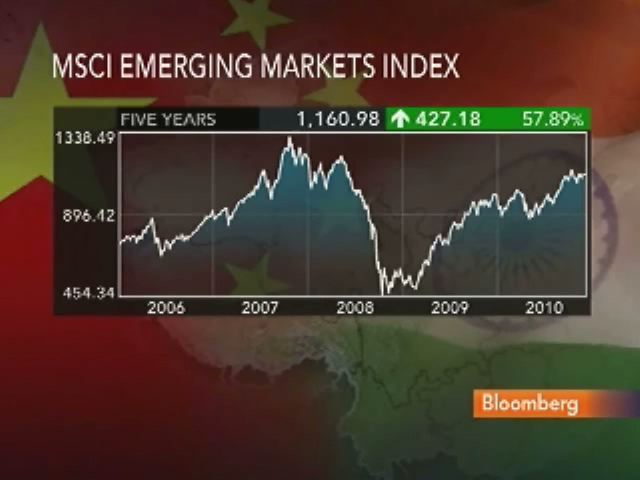 MSCI EMERGING MARKETS INDEX
FIVE YEARS 1,160.98 427.18 57.89%
1338.49
896.42
454.34
2006 2007 2008 2009 2010
Bloomberg